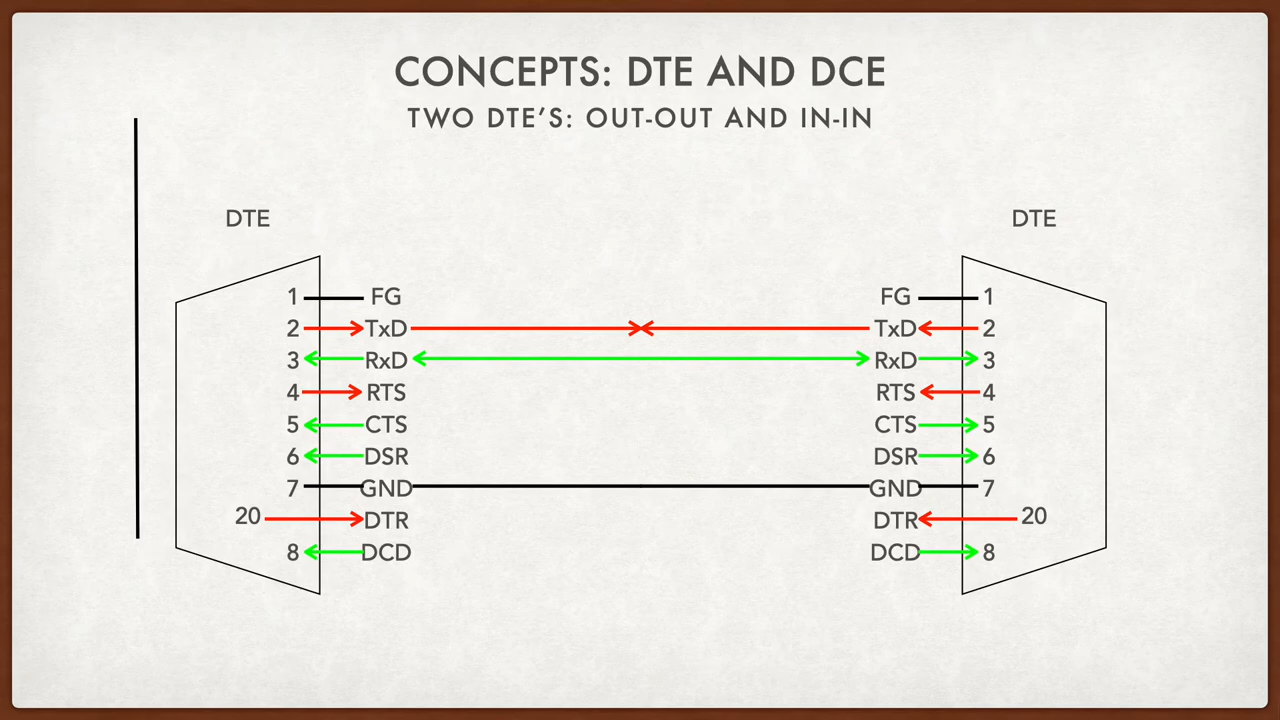 CONCEPTS: DTE AND DCE
TWO DTE'S: OUT-OUT AND IN-IN
DTE DTE
1 FG FG 1
2 TxD TxD 2
3 RxD RxD 3
4 RTS RTS 4
5 CTS CTS 5
6 DSR DSR 6
7 GND GND 7
20 DTR DTR 20
8 DCD DCD 8